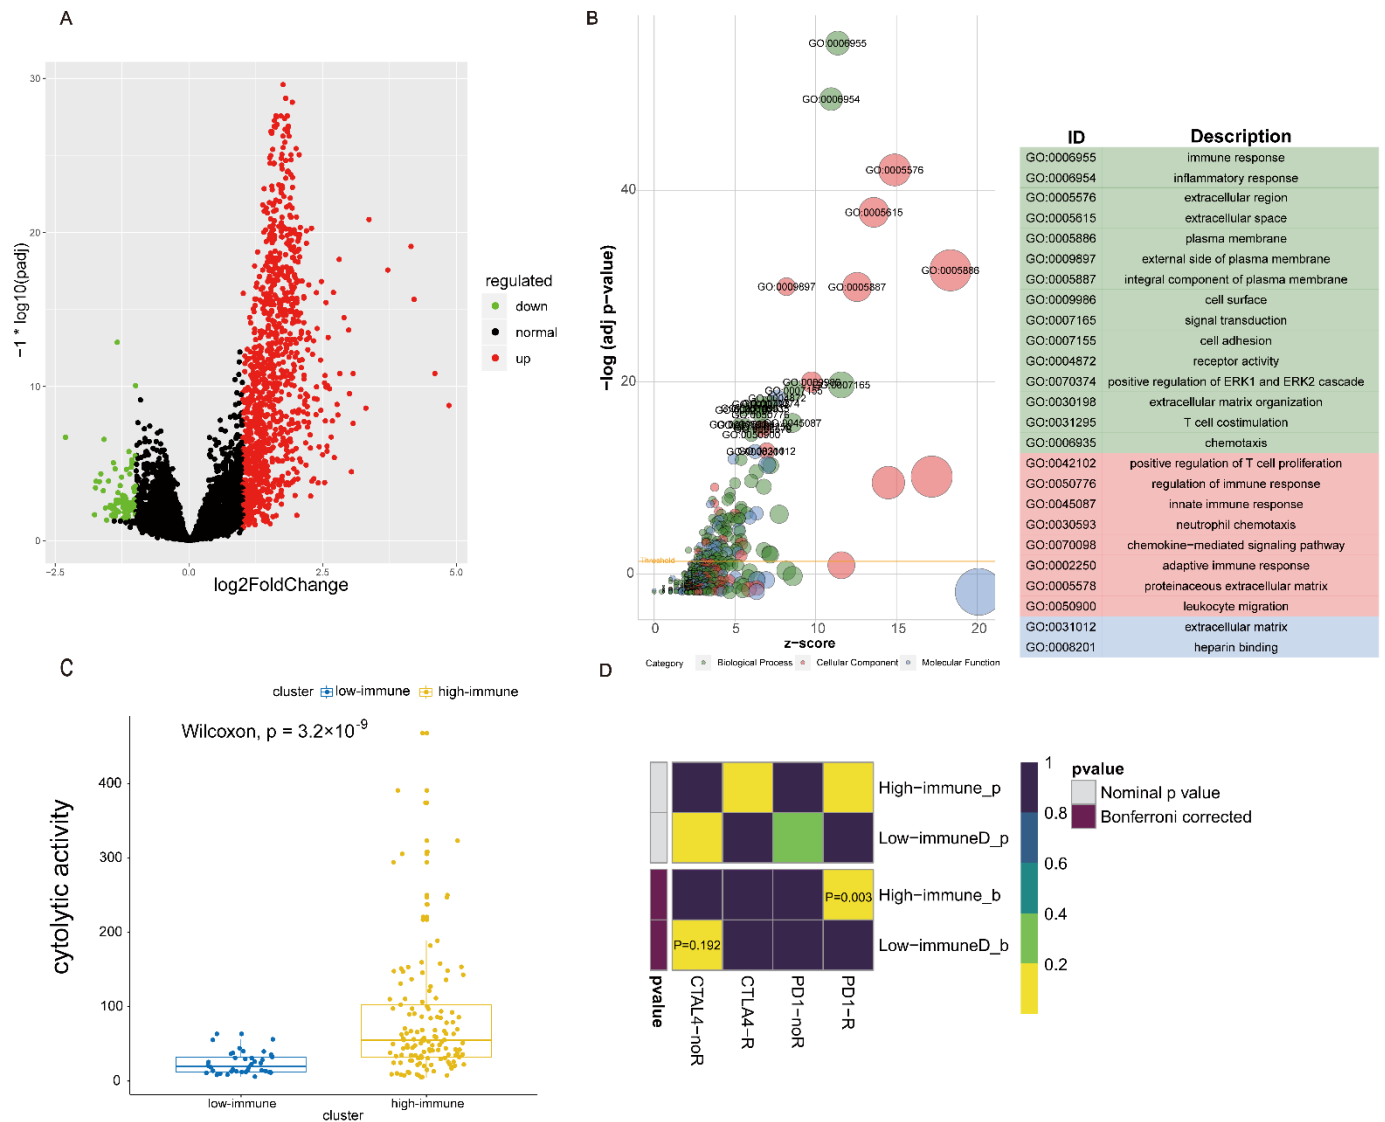 A
30
20
10
0
−1 * log10(padj)
−2.5
0.0
2.5
5.0
log2FoldChange
regulated
down
normal
up
B
GO:0006955
GO:0006954
GO:0005576
GO:0005615
GO:0005886
GO:0009897
GO:0005887
GO:0007165
GO:0045087
GO:0050900
40
20
0
−log (adj p−value)
Threshold
0
5
10
15
20
z−score
Category
Biological Process
Cellular Component
Molecular Function
ID Description
GO:0006955 immune response
GO:0006954 inflammatory response
GO:0005576 extracellular region
GO:0005615 extracellular space
GO:0005886 plasma membrane
GO:0009897 external side of plasma membrane
GO:0005887 integral component of plasma membrane
GO:0009986 cell surface
GO:0007165 signal transduction
GO:0007155 cell adhesion
GO:0004872 receptor activity
GO:0070374 positive regulation of ERK1 and ERK2 cascade
GO:0030198 extracellular matrix organization
GO:0031295 T cell costimulation
GO:0006935 chemotaxis
GO:0042102 positive regulation of T cell proliferation
GO:0050776 regulation of immune response
GO:0045087 innate immune response
GO:0030593 neutrophil chemotaxis
GO:0070098 chemokine−mediated signaling pathway
GO:0002250 adaptive immune response
GO:0005578 proteinaceous extracellular matrix
GO:0050900 leukocyte migration
GO:0031012 extracellular matrix
GO:0008201 heparin binding
C
cluster low−immune high−immune
Wilcoxon, p = 3.2×10⁻⁹
400
300
200
100
0
cytolytic activity
low−immune
high−immune
cluster
D
High−immune_p
Low−immuneD_p
High−immune_b
Low−immuneD_b
P=0.003
P=0.192
pvalue
CTAL4−noR
CTLA4−R
PD1−noR
PD1−R
1
0.8
0.6
0.4
0.2
pvalue
Nominal p value
Bonferroni corrected